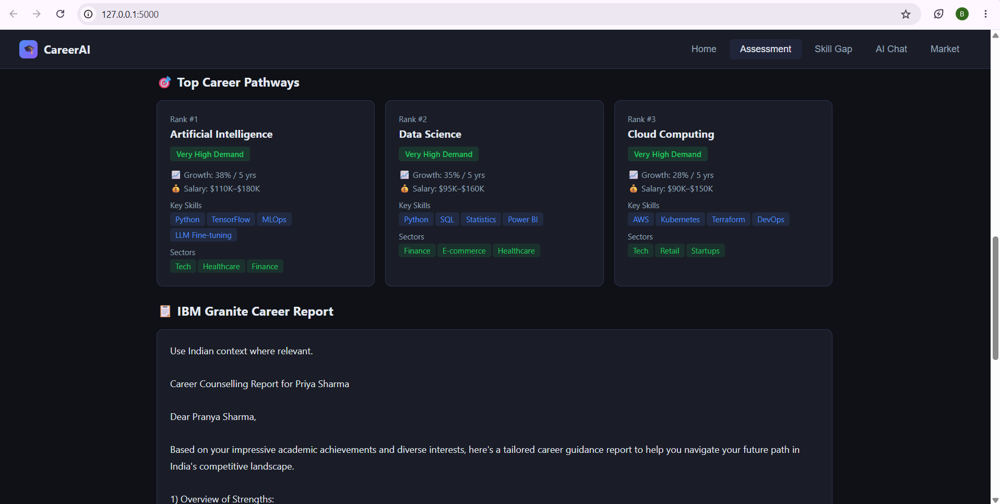 127.0.0.1:5000
B
CareerAI
Home
Assessment
Skill Gap
AI Chat
Market
Top Career Pathways
Rank #1
Artificial Intelligence
Very High Demand
Growth: 38% / 5 yrs
Salary: $110K–$180K
Key Skills
Python TensorFlow MLOps
LLM Fine-tuning
Sectors
Tech Healthcare Finance
Rank #2
Data Science
Very High Demand
Growth: 35% / 5 yrs
Salary: $95K–$160K
Key Skills
Python SQL Statistics Power BI
Sectors
Finance E-commerce Healthcare
Rank #3
Cloud Computing
Very High Demand
Growth: 28% / 5 yrs
Salary: $90K–$150K
Key Skills
AWS Kubernetes Terraform DevOps
Sectors
Tech Retail Startups
IBM Granite Career Report
Use Indian context where relevant.
Career Counselling Report for Priya Sharma
Dear Pranya Sharma,
Based on your impressive academic achievements and diverse interests, here's a tailored career guidance report to help you navigate your future path in
India's competitive landscape.
1) Overview of Strengths: